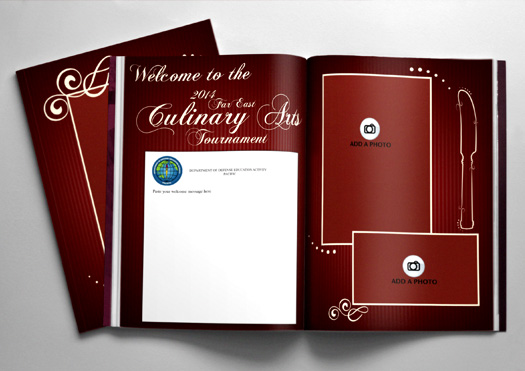 Welcome to the
2014
Far East
Culinary Arts
Tournament
DEPARTMENT OF DEFENSE EDUCATION ACTIVITY
PACIFIC
Paste your welcome message here
ADD A PHOTO
ADD A PHOTO